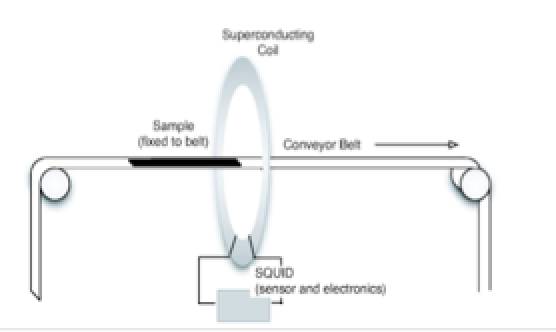 Superconducting
Coil
Sample
(fixed to belt)
Conveyor Belt
SQUID
(sensor and electronics)